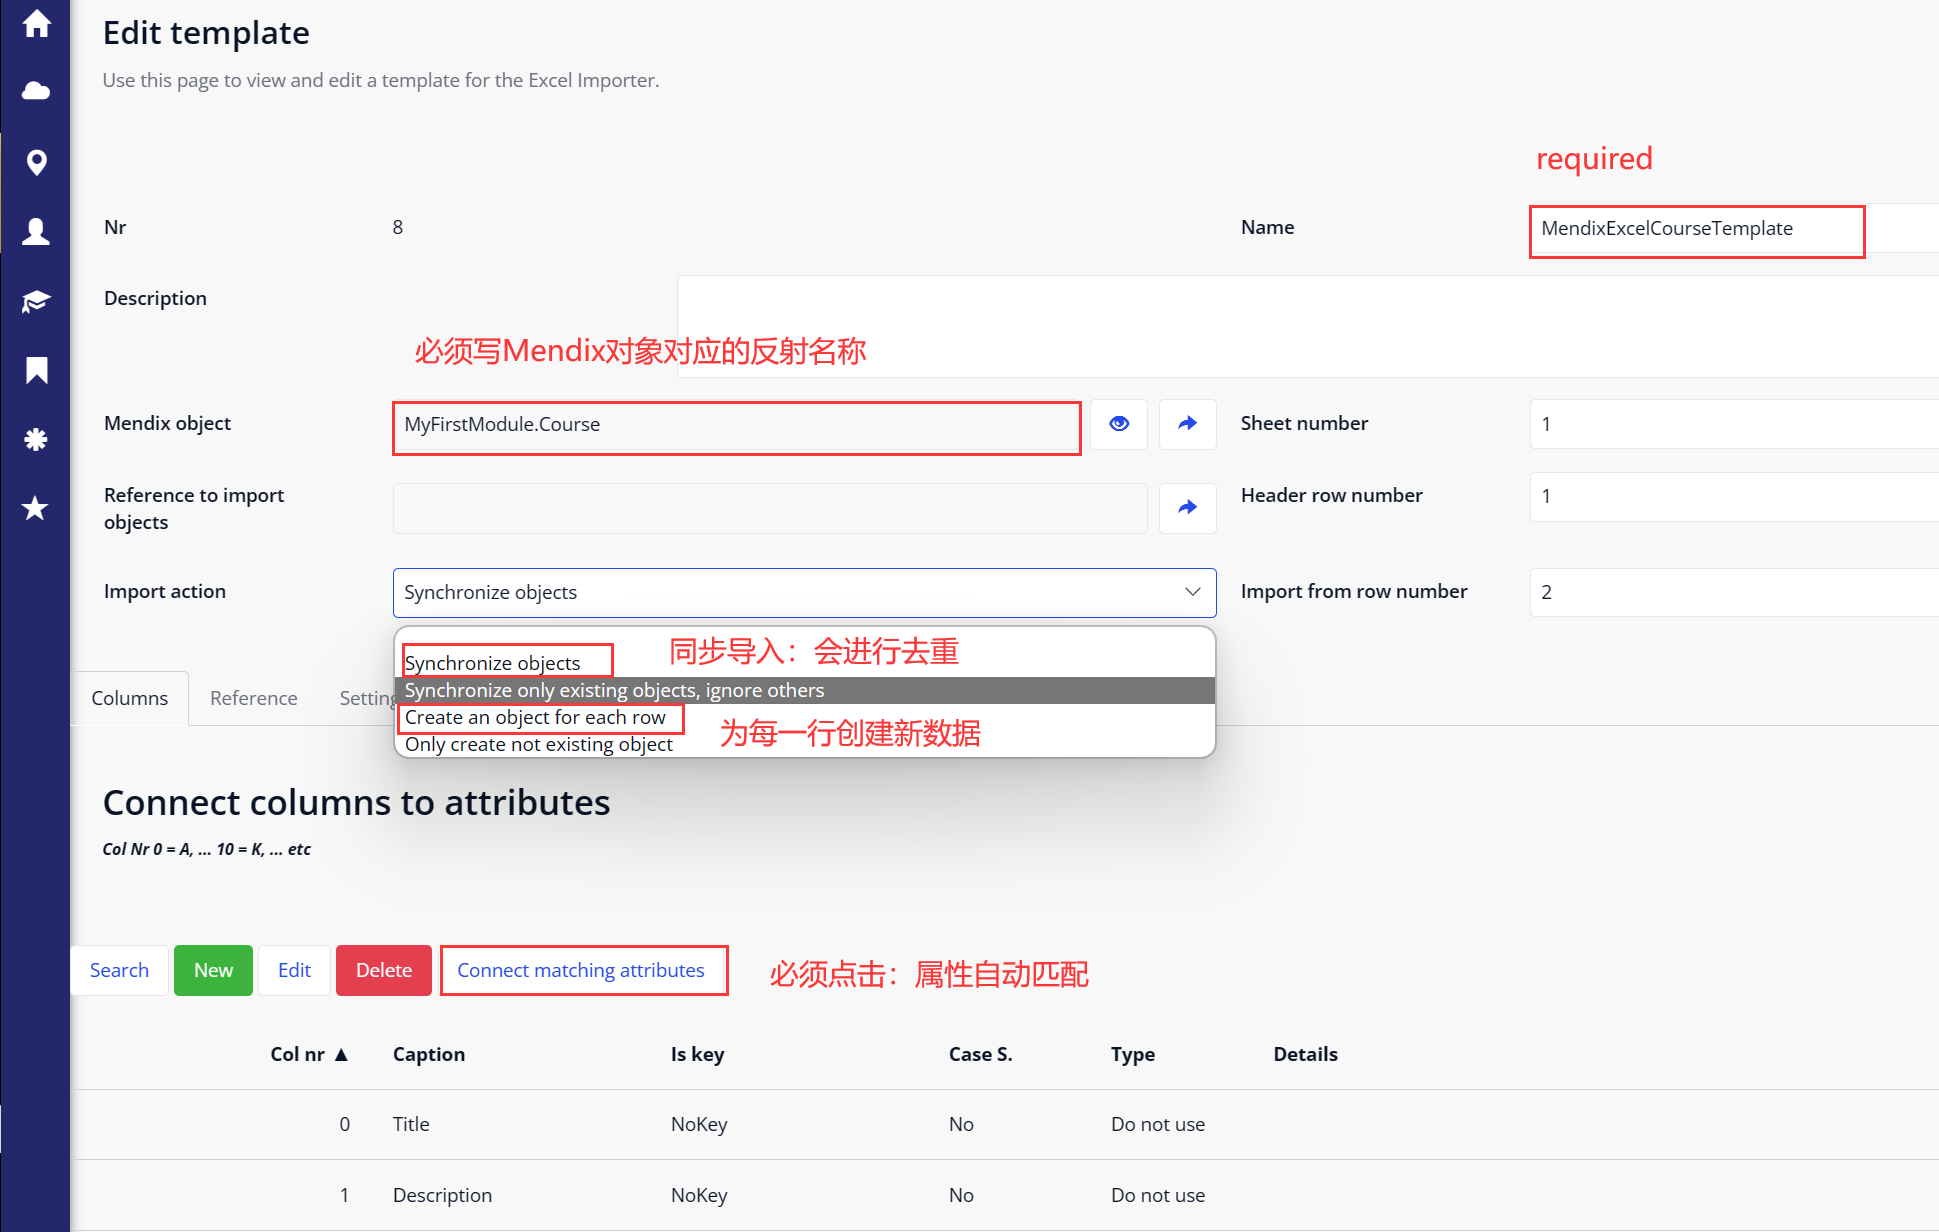 Edit template
Use this page to view and edit a template for the Excel Importer.
required
Nr
8
Name
MendixExcelCourseTemplate
Description
必须写Mendix对象对应的反射名称
Mendix object
MyFirstModule.Course
Sheet number
1
Reference to import
objects
Header row number
1
Import action
Synchronize objects
Import from row number
2
Synchronize objects
同步导入：会进行去重
Synchronize only existing objects, ignore others
Create an object for each row
为每一行创建新数据
Only create not existing object
Columns
Reference
Setting
Connect columns to attributes
Col Nr 0 = A, ... 10 = K, ... etc
Search
New
Edit
Delete
Connect matching attributes
必须点击：属性自动匹配
Col nr ▲
Caption
Is key
Case S.
Type
Details
0
Title
NoKey
No
Do not use
1
Description
NoKey
No
Do not use